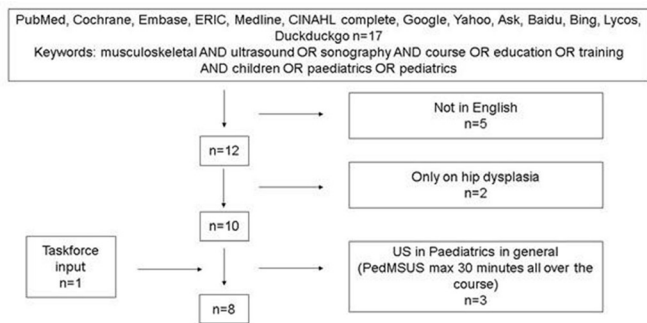 PubMed, Cochrane, Embase, ERIC, Medline, CINAHL complete, Google, Yahoo, Ask, Baidu, Bing, Lycos,
Duckduckgo n=17
Keywords: musculoskeletal AND ultrasound OR sonography AND course OR education OR training
AND children OR paediatrics OR pediatrics
Not in English
n=5
n=12
Only on hip dysplasia
n=2
n=10
Taskforce
input
n=1
US in Paediatrics in general
(PedMSUS max 30 minutes all over the
course)
n=3
n=8